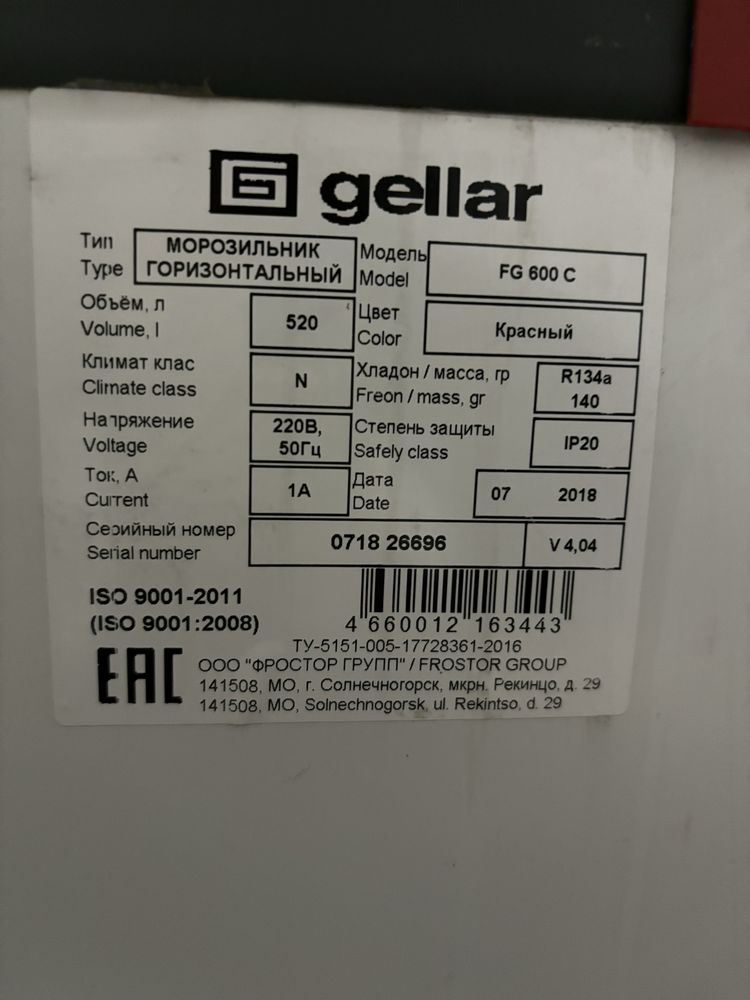 gellar
Тип МОРОЗИЛЬНИК Модель FG 600 C
Type ГОРИЗОНТАЛЬНЫЙ Model
Объём, л 520 Цвет Красный
Volume, l Color
Климат клас N Хладон / масса, гр R134a
Climate class Freon / mass, gr 140
Напряжение 220В, Степень защиты IP20
Voltage 50Гц Safely class
Ток, А 1А Дата 07 2018
Current Date
Серийный номер 0718 26696 V 4,04
Serial number
ISO 9001-2011
(ISO 9001:2008) 4 660012 163443
ТУ-5151-005-17728361-2016
EAC ООО "ФРОСТОР ГРУПП" / FROSTOR GROUP
141508, МО, г. Солнечногорск, мкрн. Рекинцо, д. 29
141508, MO, Solnechnogorsk, ul. Rekintso, d. 29